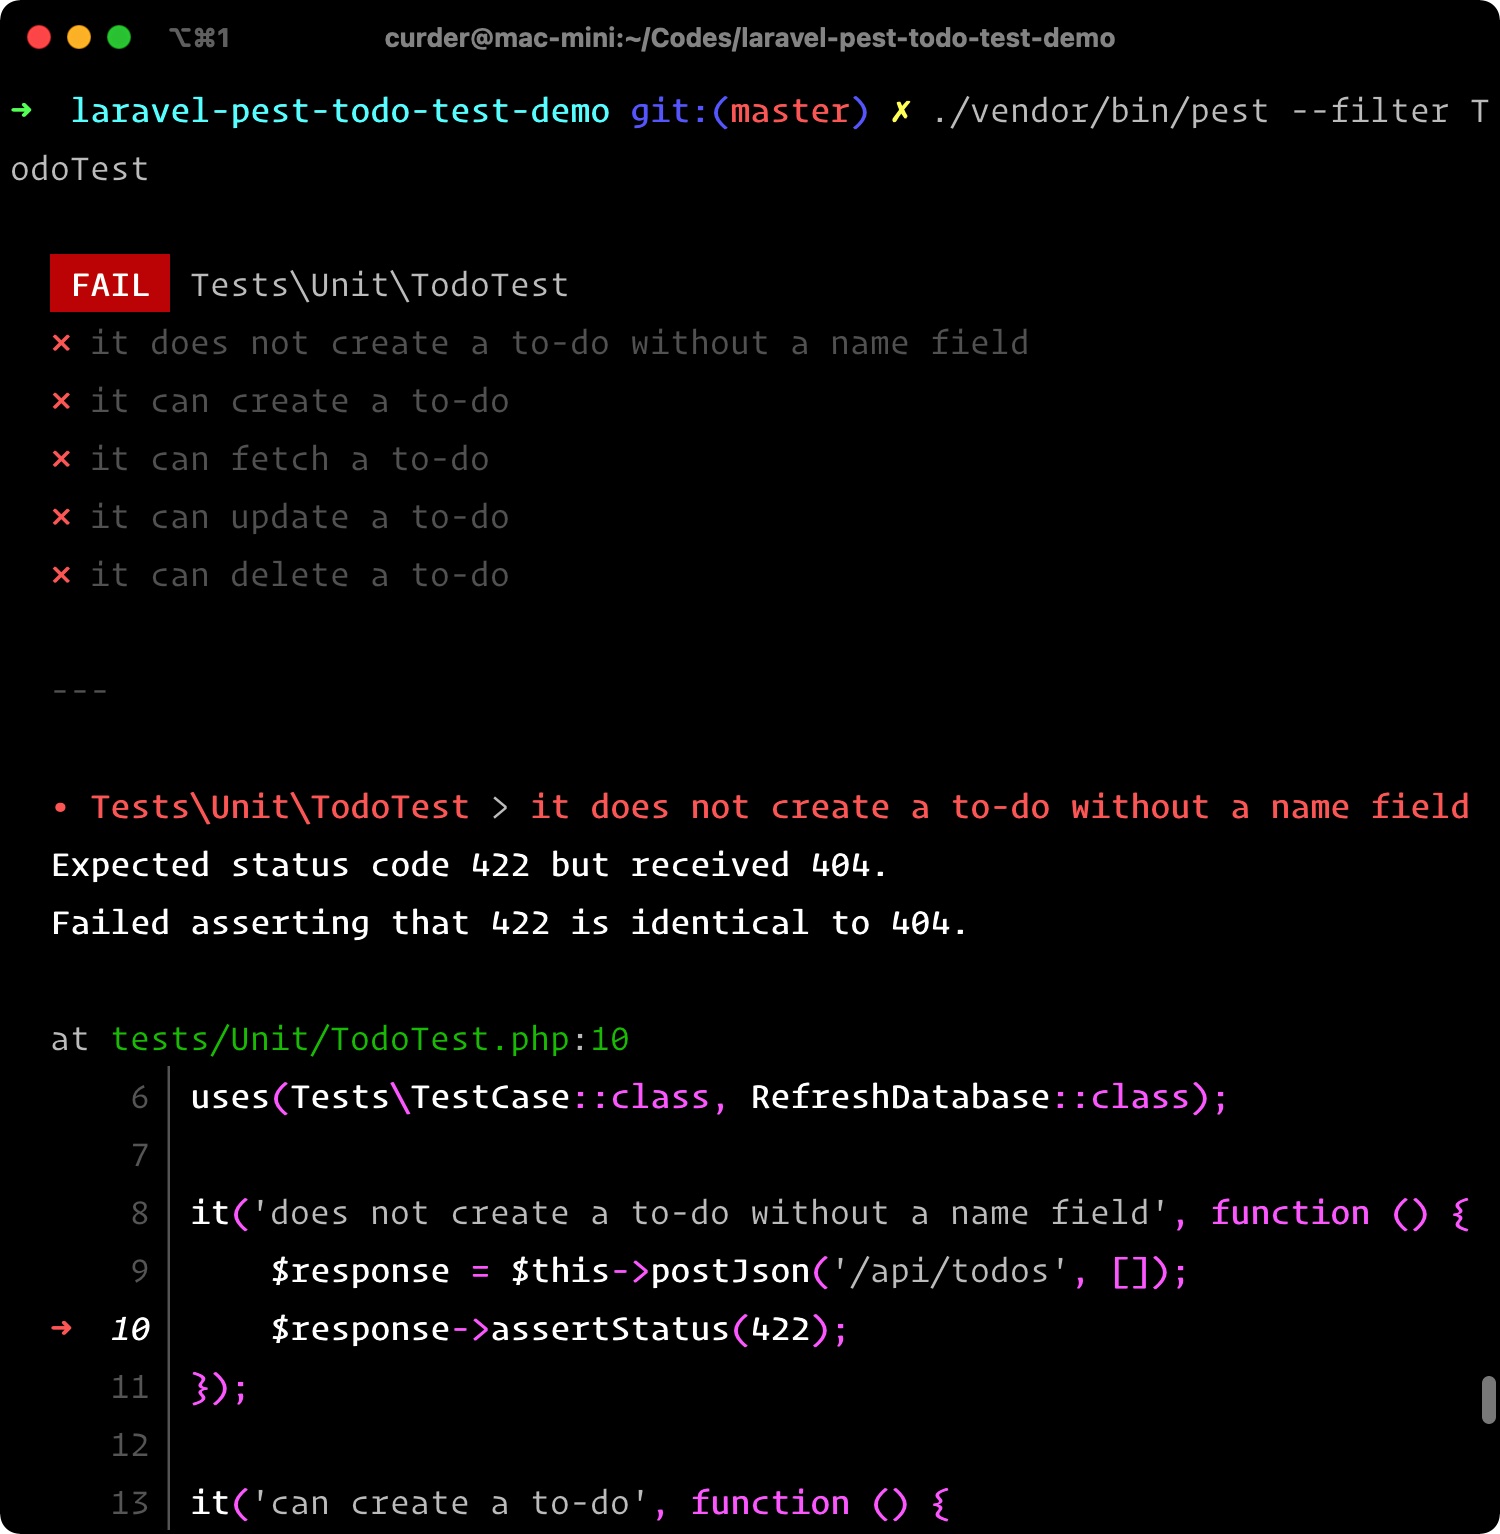 ⌥⌘1 curder@mac-mini:~/Codes/laravel-pest-todo-test-demo
➜ laravel-pest-todo-test-demo git:(master) ✗ ./vendor/bin/pest --filter T
odoTest
FAIL Tests\Unit\TodoTest
⨯ it does not create a to-do without a name field
⨯ it can create a to-do
⨯ it can fetch a to-do
⨯ it can update a to-do
⨯ it can delete a to-do
---
• Tests\Unit\TodoTest > it does not create a to-do without a name field
Expected status code 422 but received 404.
Failed asserting that 422 is identical to 404.
at tests/Unit/TodoTest.php:10
6 uses(Tests\TestCase::class, RefreshDatabase::class);
7
8 it('does not create a to-do without a name field', function () {
9 $response = $this->postJson('/api/todos', []);
➜ 10 $response->assertStatus(422);
11 });
12
13 it('can create a to-do', function () {